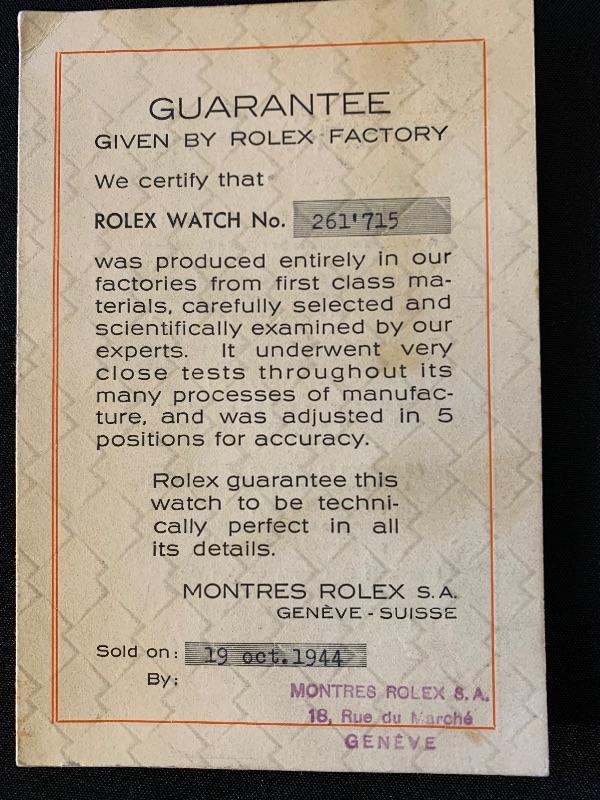 GUARANTEE
GIVEN BY ROLEX FACTORY
We certify that
ROLEX WATCH No. 261'715
was produced entirely in our
factories from first class ma-
terials, carefully selected and
scientifically examined by our
experts. It underwent very
close tests throughout its
many processes of manufac-
ture, and was adjusted in 5
positions for accuracy.
Rolex guarantee this
watch to be techni-
cally perfect in all
its details.
MONTRES ROLEX S.A.
GENÈVE - SUISSE
Sold on: 19 oct.1944
By:
MONTRES ROLEX S.A.
18, Rue du Marché
GENÈVE